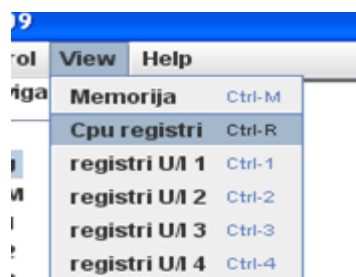 09
rol View Help
viga Memorija Ctrl-M
Cpu registri Ctrl-R
registri U/I 1 Ctrl-1
M registri U/I 2 Ctrl-2
registri U/I 3 Ctrl-3
registri U/I 4 Ctrl-4